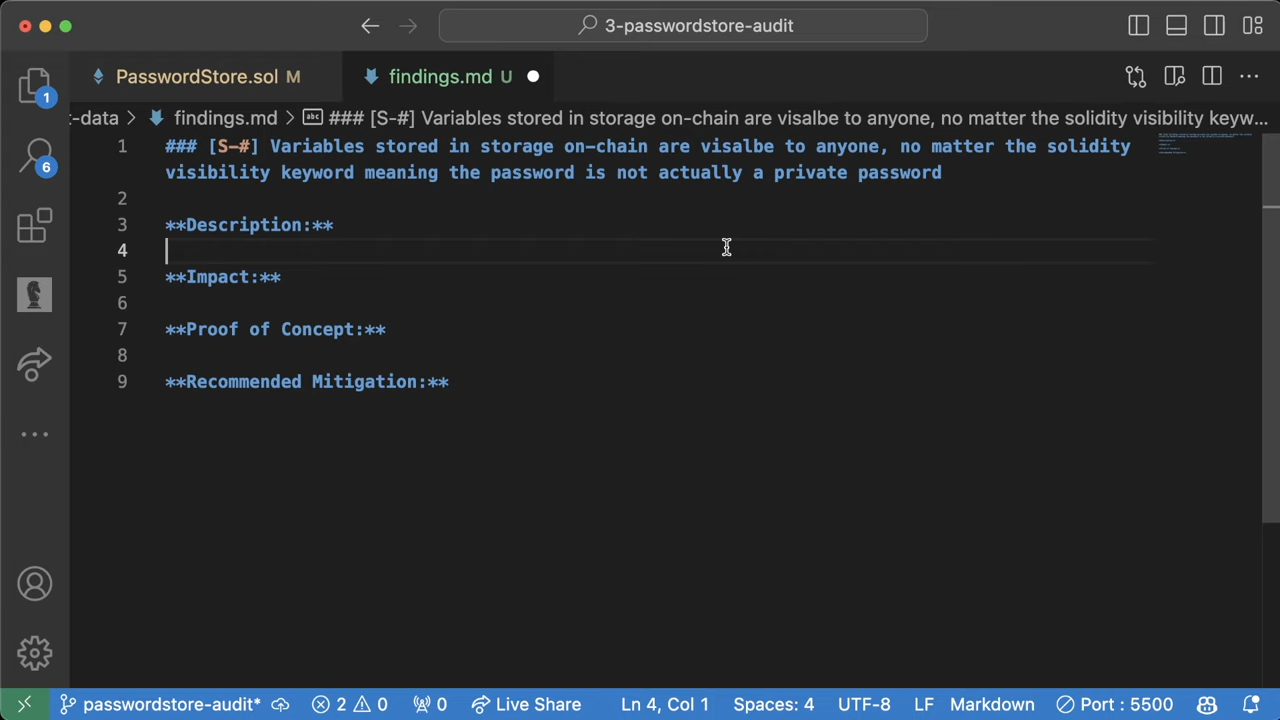 3-passwordstore-audit
PasswordStore.sol M
findings.md U
t-data > findings.md > abc ### [S-#] Variables stored in storage on-chain are visalbe to anyone, no matter the solidity visibility keyw...
1
6
1 ### [S-#] Variables stored in storage on-chain are visalbe to anyone, no matter the solidity
visibility keyword meaning the password is not actually a private password
2
3 **Description:**
4
5 **Impact:**
6
7 **Proof of Concept:**
8
9 **Recommended Mitigation:**
passwordstore-audit* 2 0 0 Live Share Ln 4, Col 1 Spaces: 4 UTF-8 LF Markdown Port : 5500